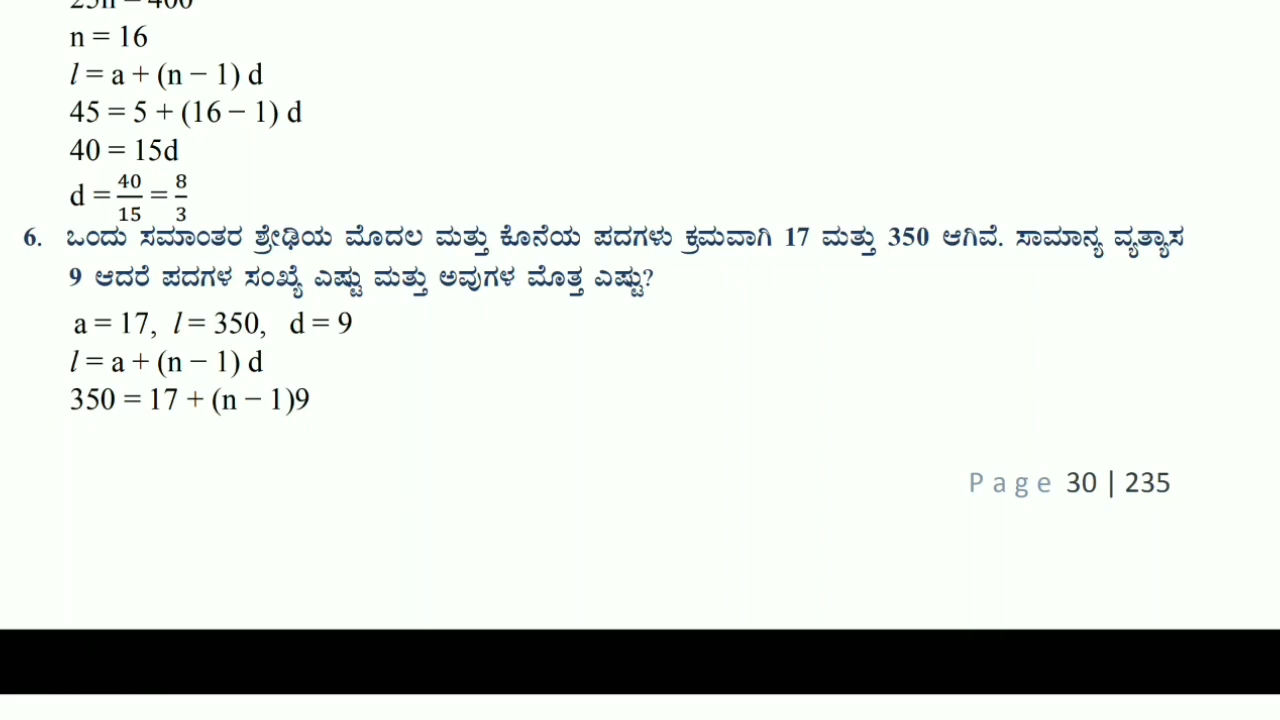 25n = 400
n = 16
l = a + (n − 1) d
45 = 5 + (16 − 1) d
40 = 15d
d = 40/15 = 8/3
6. ಒಂದು ಸಮಾಂತರ ಶ್ರೇಢಿಯ ಮೊದಲ ಮತ್ತು ಕೊನೆಯ ಪದಗಳು ಕ್ರಮವಾಗಿ 17 ಮತ್ತು 350 ಆಗಿವೆ. ಸಾಮಾನ್ಯ ವ್ಯತ್ಯಾಸ
9 ಆದರೆ ಪದಗಳ ಸಂಖ್ಯೆ ಎಷ್ಟು ಮತ್ತು ಅವುಗಳ ಮೊತ್ತ ಎಷ್ಟು?
a = 17, l = 350, d = 9
l = a + (n − 1) d
350 = 17 + (n − 1)9
Page 30 | 235